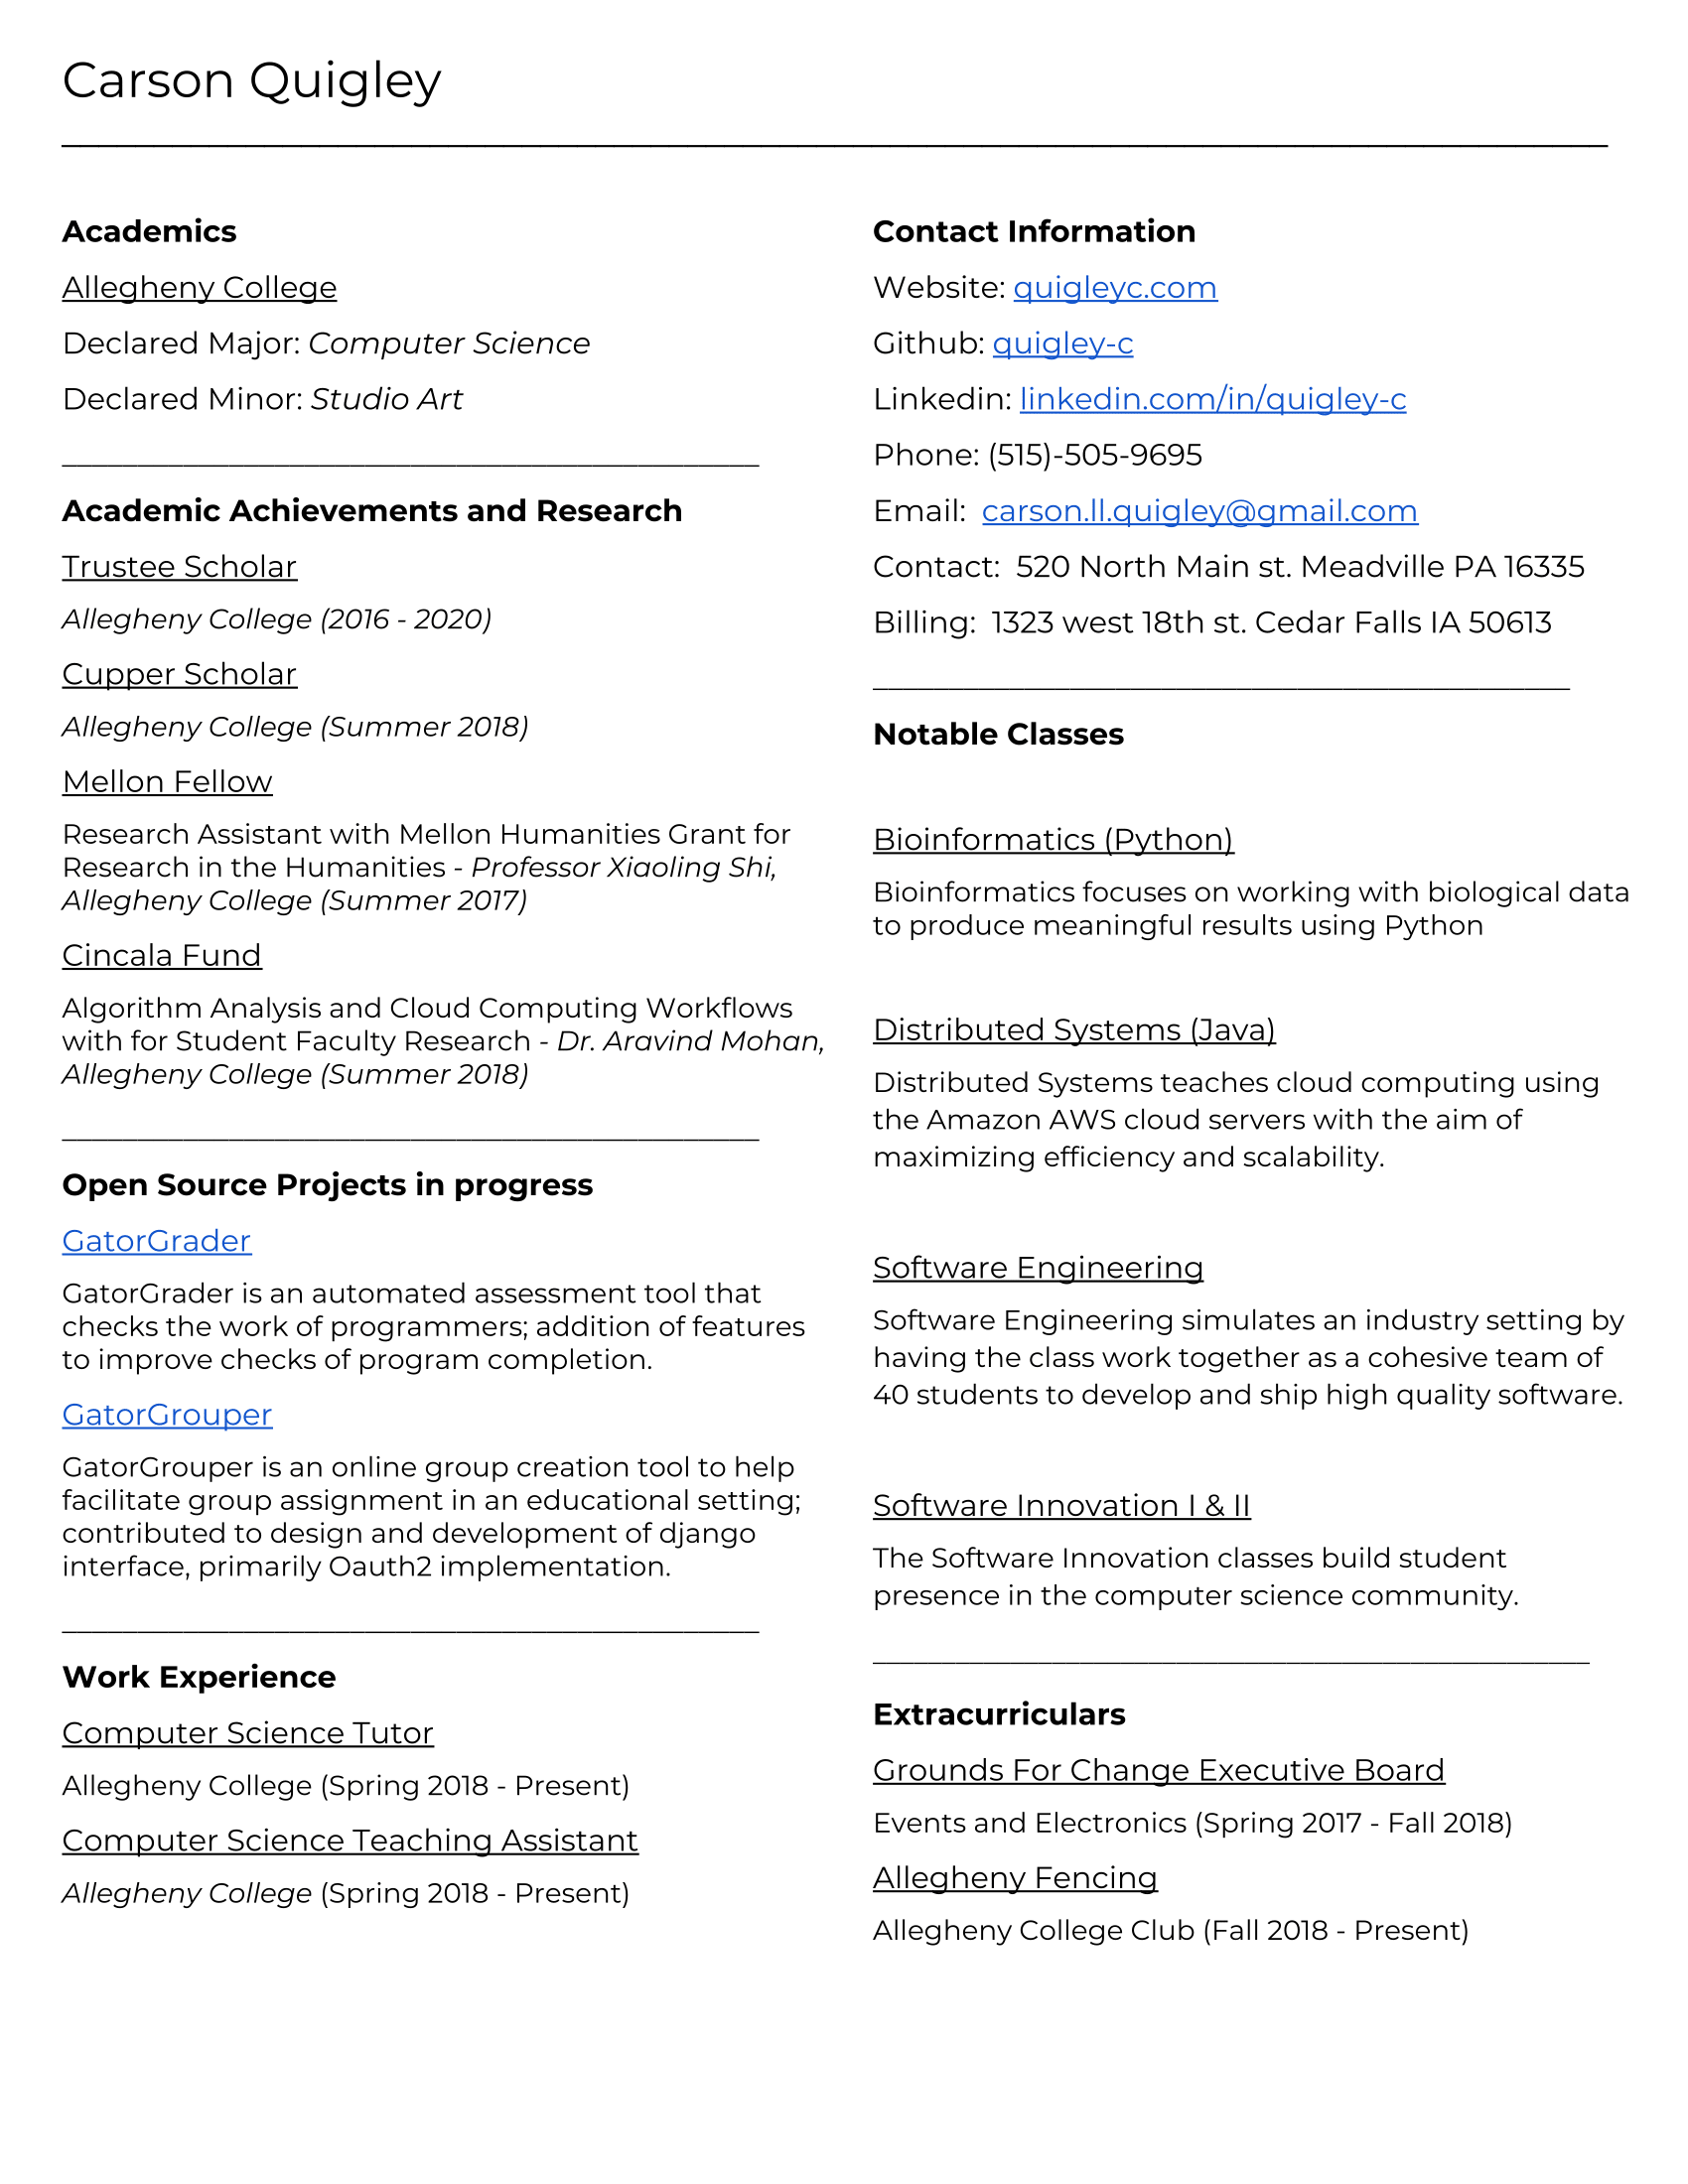 Carson Quigley
Academics
Allegheny College
Declared Major: Computer Science
Declared Minor: Studio Art
Academic Achievements and Research
Trustee Scholar
Allegheny College (2016 - 2020)
Cupper Scholar
Allegheny College (Summer 2018)
Mellon Fellow
Research Assistant with Mellon Humanities Grant for
Research in the Humanities - Professor Xiaoling Shi,
Allegheny College (Summer 2017)
Cincala Fund
Algorithm Analysis and Cloud Computing Workflows
with for Student Faculty Research - Dr. Aravind Mohan,
Allegheny College (Summer 2018)
Open Source Projects in progress
GatorGrader
GatorGrader is an automated assessment tool that
checks the work of programmers; addition of features
to improve checks of program completion.
GatorGrouper
GatorGrouper is an online group creation tool to help
facilitate group assignment in an educational setting;
contributed to design and development of django
interface, primarily Oauth2 implementation.
Work Experience
Computer Science Tutor
Allegheny College (Spring 2018 - Present)
Computer Science Teaching Assistant
Allegheny College (Spring 2018 - Present)
Contact Information
Website: quigleyc.com
Github: quigley-c
Linkedin: linkedin.com/in/quigley-c
Phone: (515)-505-9695
Email:  carson.ll.quigley@gmail.com
Contact:  520 North Main st. Meadville PA 16335
Billing:  1323 west 18th st. Cedar Falls IA 50613
Notable Classes
Bioinformatics (Python)
Bioinformatics focuses on working with biological data
to produce meaningful results using Python
Distributed Systems (Java)
Distributed Systems teaches cloud computing using
the Amazon AWS cloud servers with the aim of
maximizing efficiency and scalability.
Software Engineering
Software Engineering simulates an industry setting by
having the class work together as a cohesive team of
40 students to develop and ship high quality software.
Software Innovation I & II
The Software Innovation classes build student
presence in the computer science community.
Extracurriculars
Grounds For Change Executive Board
Events and Electronics (Spring 2017 - Fall 2018)
Allegheny Fencing
Allegheny College Club (Fall 2018 - Present)